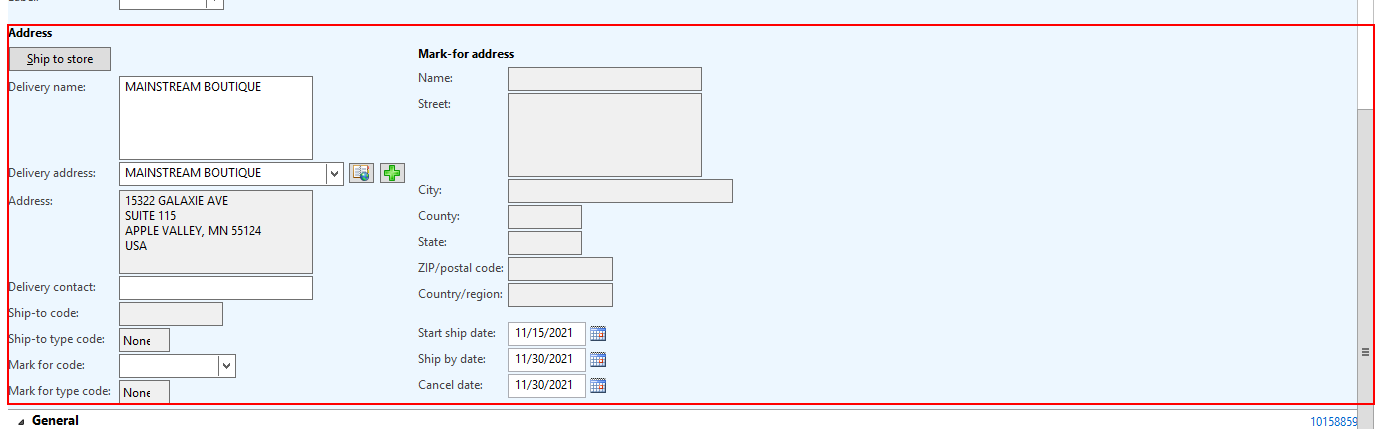 Address
Ship to store
Delivery name:
MAINSTREAM BOUTIQUE
Delivery address:
MAINSTREAM BOUTIQUE
Address:
15322 GALAXIE AVE
SUITE 115
APPLE VALLEY, MN 55124
USA
Delivery contact:
Ship-to code:
Ship-to type code:
None
Mark for code:
Mark for type code:
None
Mark-for address
Name:
Street:
City:
County:
State:
ZIP/postal code:
Country/region:
Start ship date:
11/15/2021
Ship by date:
11/30/2021
Cancel date:
11/30/2021
General
10158859